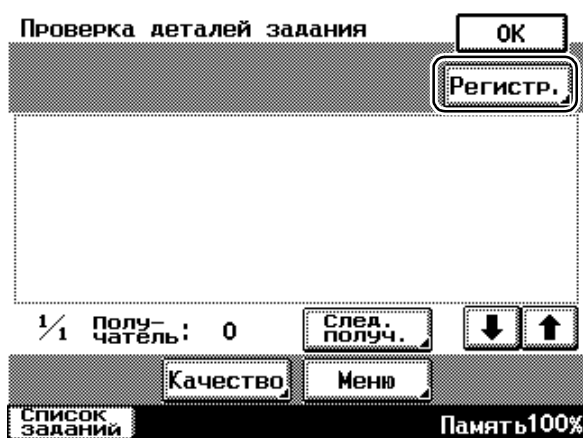 Проверка деталей задания
OK
Регистр.
1/1 Полу-
чатель: 0
След.
получ.
Качество
Меню
Список
заданий
Память100%